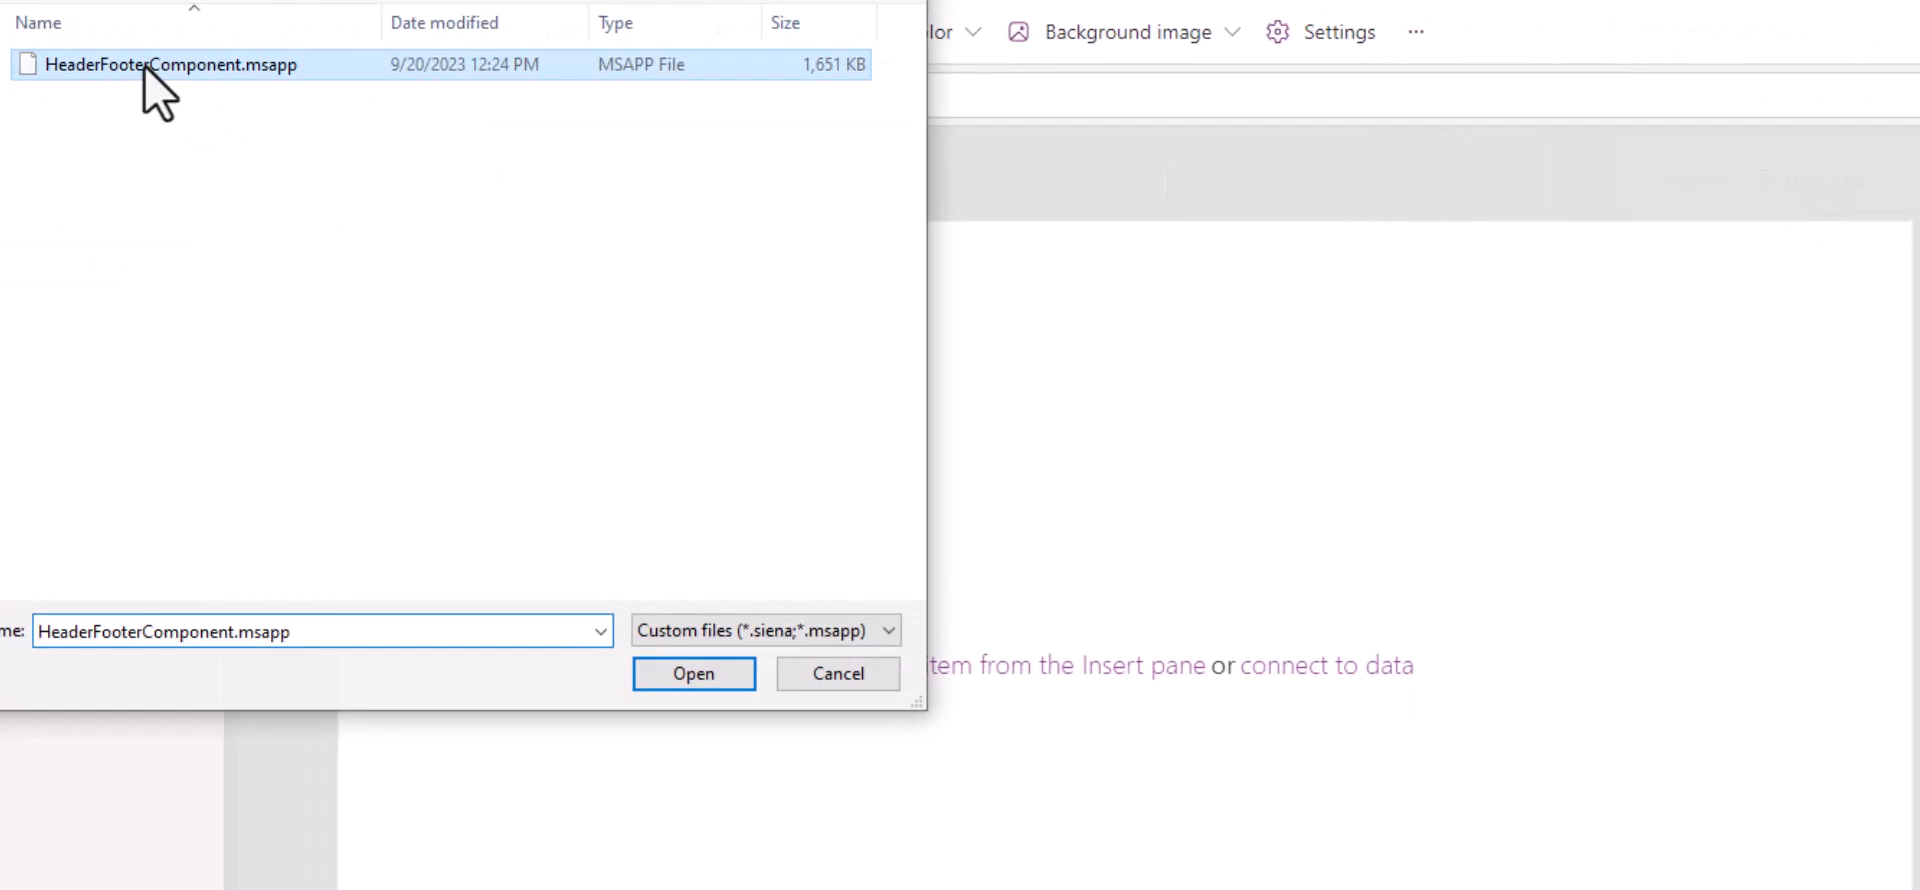 Name Date modified Type Size
HeaderFooterComponent.msapp 9/20/2023 12:24 PM MSAPP File 1,651 KB
me: HeaderFooterComponent.msapp Custom files (*.siena;*.msapp)
Open Cancel
lor Background image Settings ...
tem from the Insert pane or connect to data